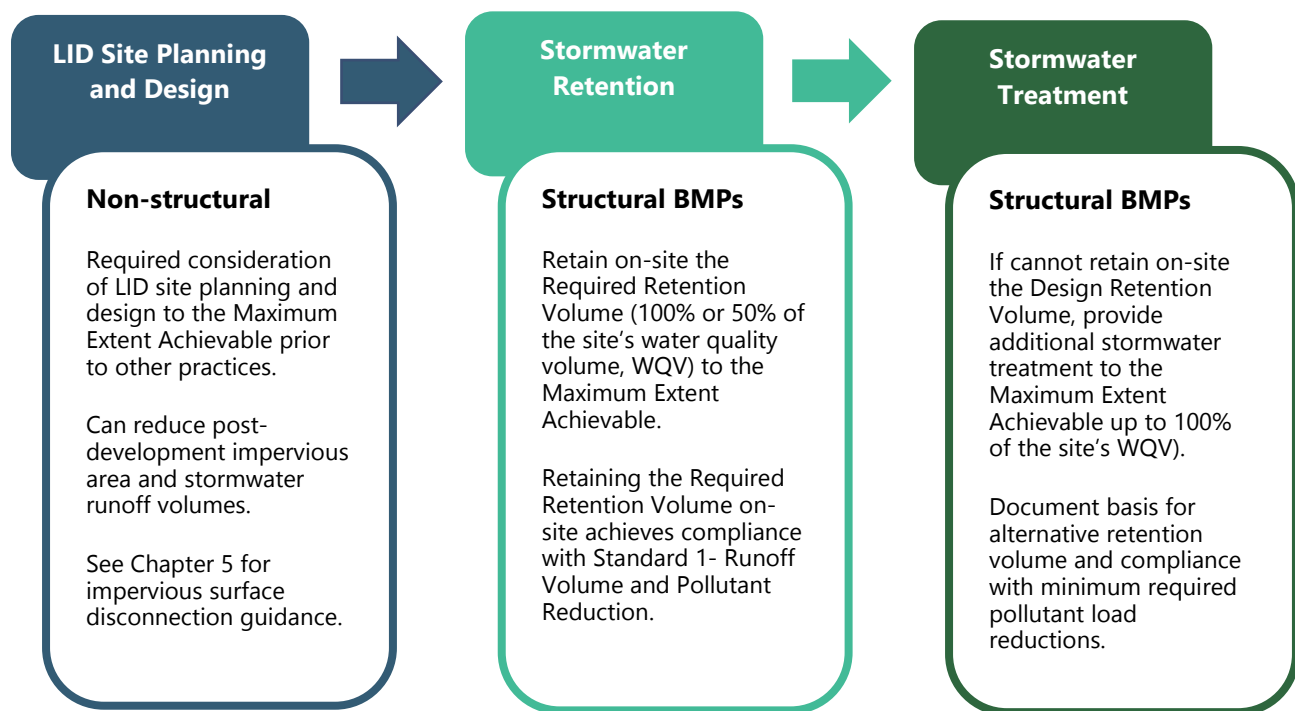 LID Site Planning
and Design
Non-structural
Required consideration
of LID site planning and
design to the Maximum
Extent Achievable prior
to other practices.
Can reduce post-
development impervious
area and stormwater
runoff volumes.
See Chapter 5 for
impervious surface
disconnection guidance.
Stormwater
Retention
Structural BMPs
Retain on-site the
Required Retention
Volume (100% or 50% of
the site’s water quality
volume, WQV) to the
Maximum Extent
Achievable.
Retaining the Required
Retention Volume on-
site achieves compliance
with Standard 1- Runoff
Volume and Pollutant
Reduction.
Stormwater
Treatment
Structural BMPs
If cannot retain on-site
the Design Retention
Volume, provide
additional stormwater
treatment to the
Maximum Extent
Achievable up to 100%
of the site’s WQV).
Document basis for
alternative retention
volume and compliance
with minimum required
pollutant load
reductions.